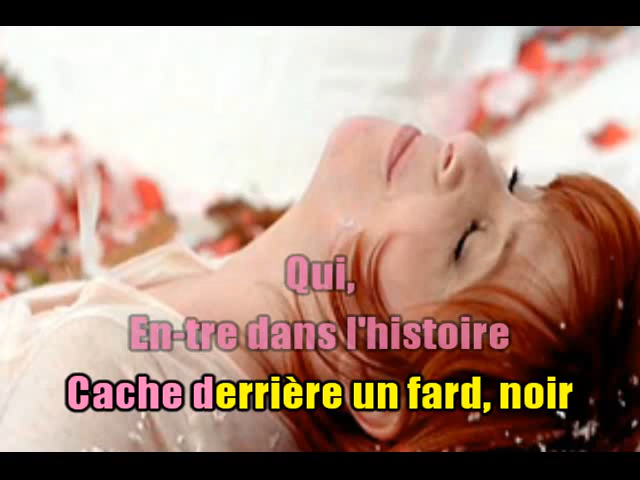 Qui,
En-tre dans l'histoire
Cache derrière un fard, noir